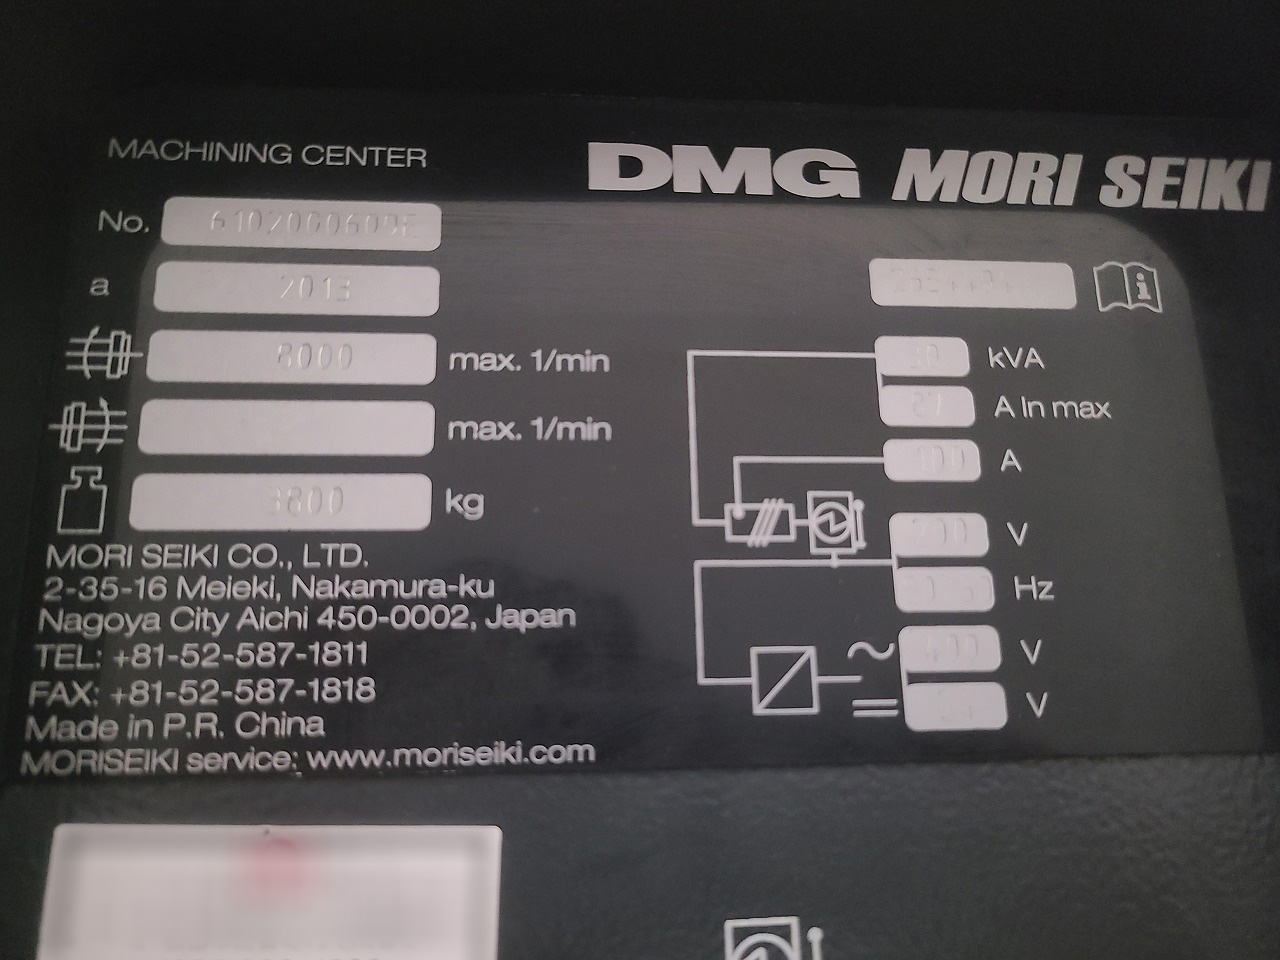 MACHINING CENTER
DMG MORI SEIKI
No.
a 2013
8000 max. 1/min
max. 1/min
3800 kg
MORI SEIKI CO., LTD.
2-35-16 Meieki, Nakamura-ku
Nagoya City Aichi 450-0002, Japan
TEL: +81-52-587-1811
FAX: +81-52-587-1818
Made in P.R. China
MORISEIKI service: www.moriseiki.com
i
kVA
A In max
100 A
V
Hz
400 V
V